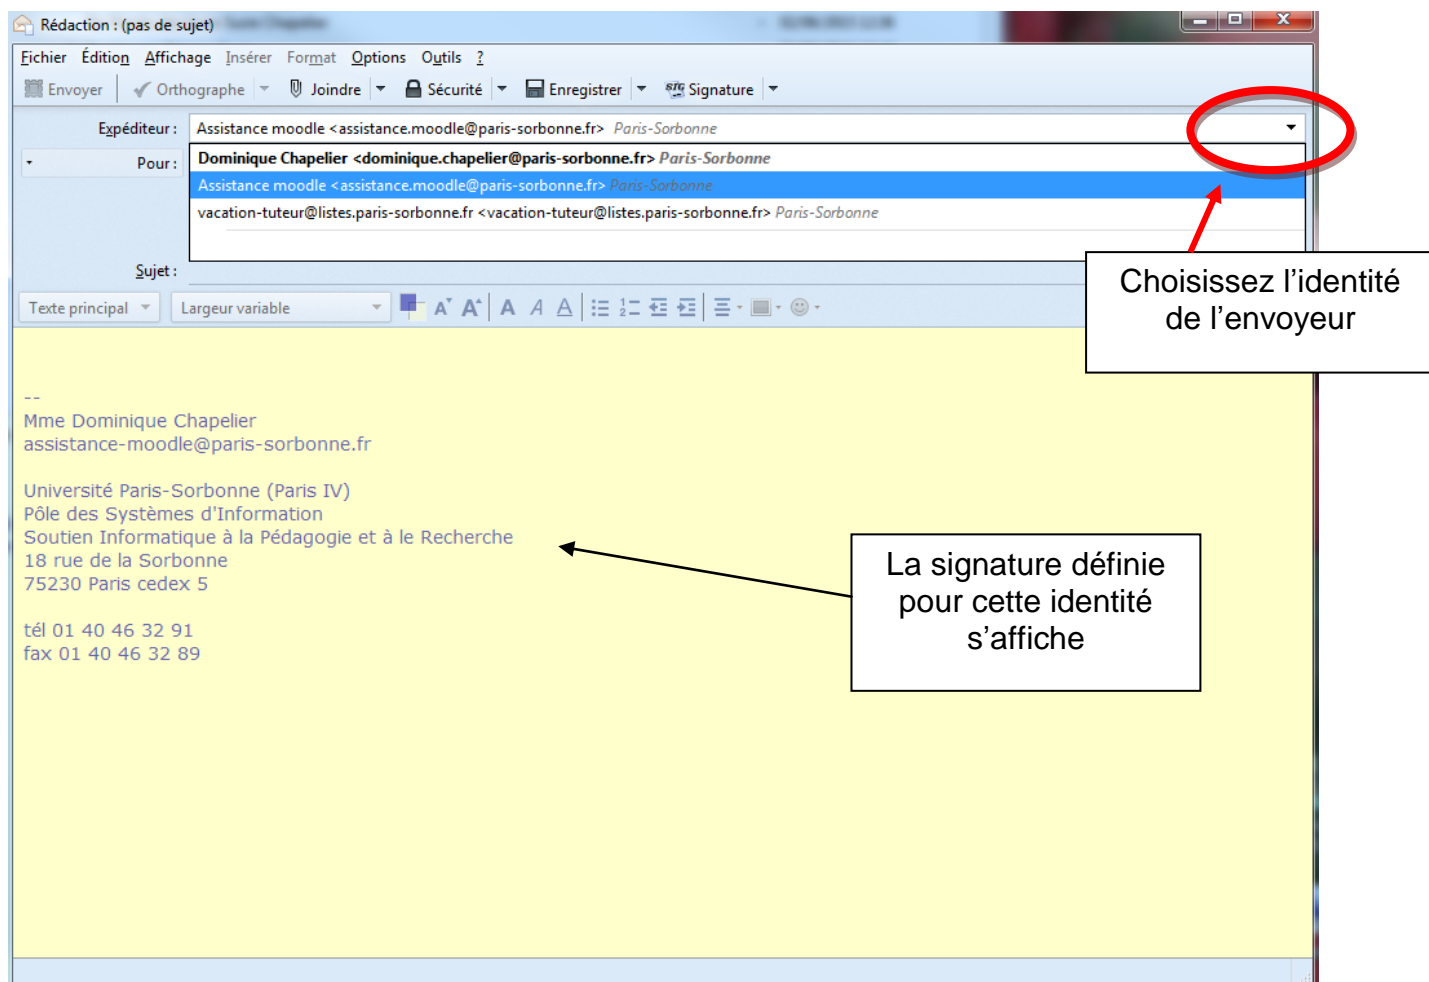 Rédaction : (pas de sujet)
Fichier Édition Affichage Insérer Format Options Outils ?
Envoyer Orthographe Joindre Sécurité Enregistrer Signature
Expéditeur : Assistance moodle <assistance.moodle@paris-sorbonne.fr> Paris-Sorbonne
Pour : Dominique Chapelier <dominique.chapelier@paris-sorbonne.fr> Paris-Sorbonne
Assistance moodle <assistance.moodle@paris-sorbonne.fr> Paris-Sorbonne
vacation-tuteur@listes.paris-sorbonne.fr <vacation-tuteur@listes.paris-sorbonne.fr> Paris-Sorbonne
Sujet :
Choisissez l’identité
de l’envoyeur
Texte principal Largeur variable
--
Mme Dominique Chapelier
assistance-moodle@paris-sorbonne.fr
Université Paris-Sorbonne (Paris IV)
Pôle des Systèmes d'Information
Soutien Informatique à la Pédagogie et à le Recherche
18 rue de la Sorbonne
75230 Paris cedex 5
tél 01 40 46 32 91
fax 01 40 46 32 89
La signature définie
pour cette identité
s’affiche